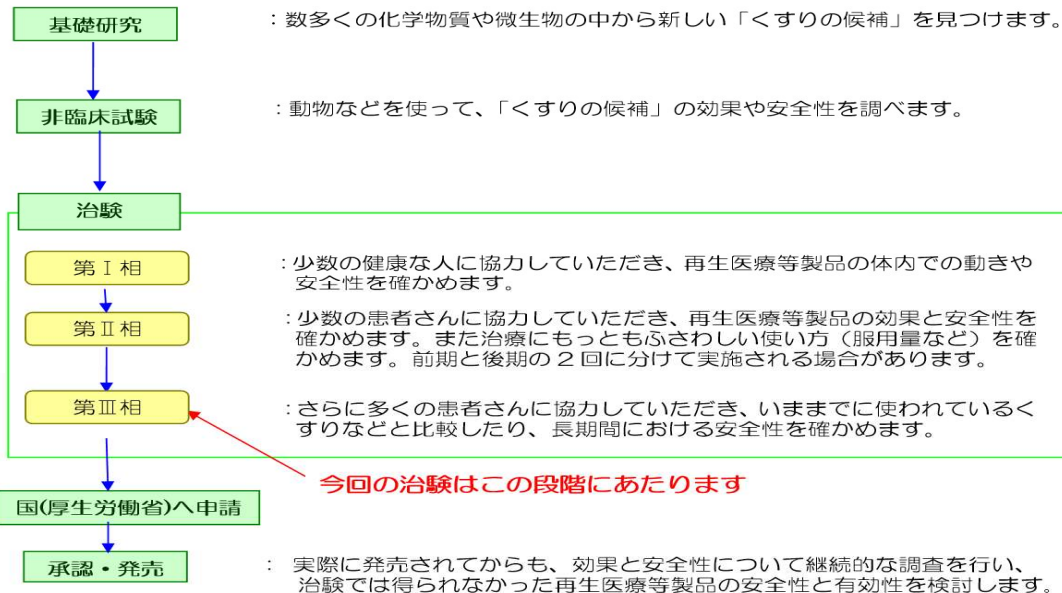 基礎研究
：数多くの化学物質や微生物の中から新しい「くすりの候補」を見つけます。
非臨床試験
：動物などを使って、「くすりの候補」の効果や安全性を調べます。
治験
第Ⅰ相
：少数の健康な人に協力していただき、再生医療等製品の体内での動きや
安全性を確かめます。
第Ⅱ相
：少数の患者さんに協力していただき、再生医療等製品の効果と安全性を
確かめます。また治療にもっともふさわしい使い方（服用量など）を確
かめます。前期と後期の２回に分けて実施される場合があります。
第Ⅲ相
：さらに多くの患者さんに協力していただき、いままでに使われているく
すりなどと比較したり、長期間における安全性を確かめます。
今回の治験はこの段階にあたります
国(厚生労働省)へ申請
承認・発売
： 実際に発売されてからも、効果と安全性について継続的な調査を行い、
治験では得られなかった再生医療等製品の安全性と有効性を検討します。